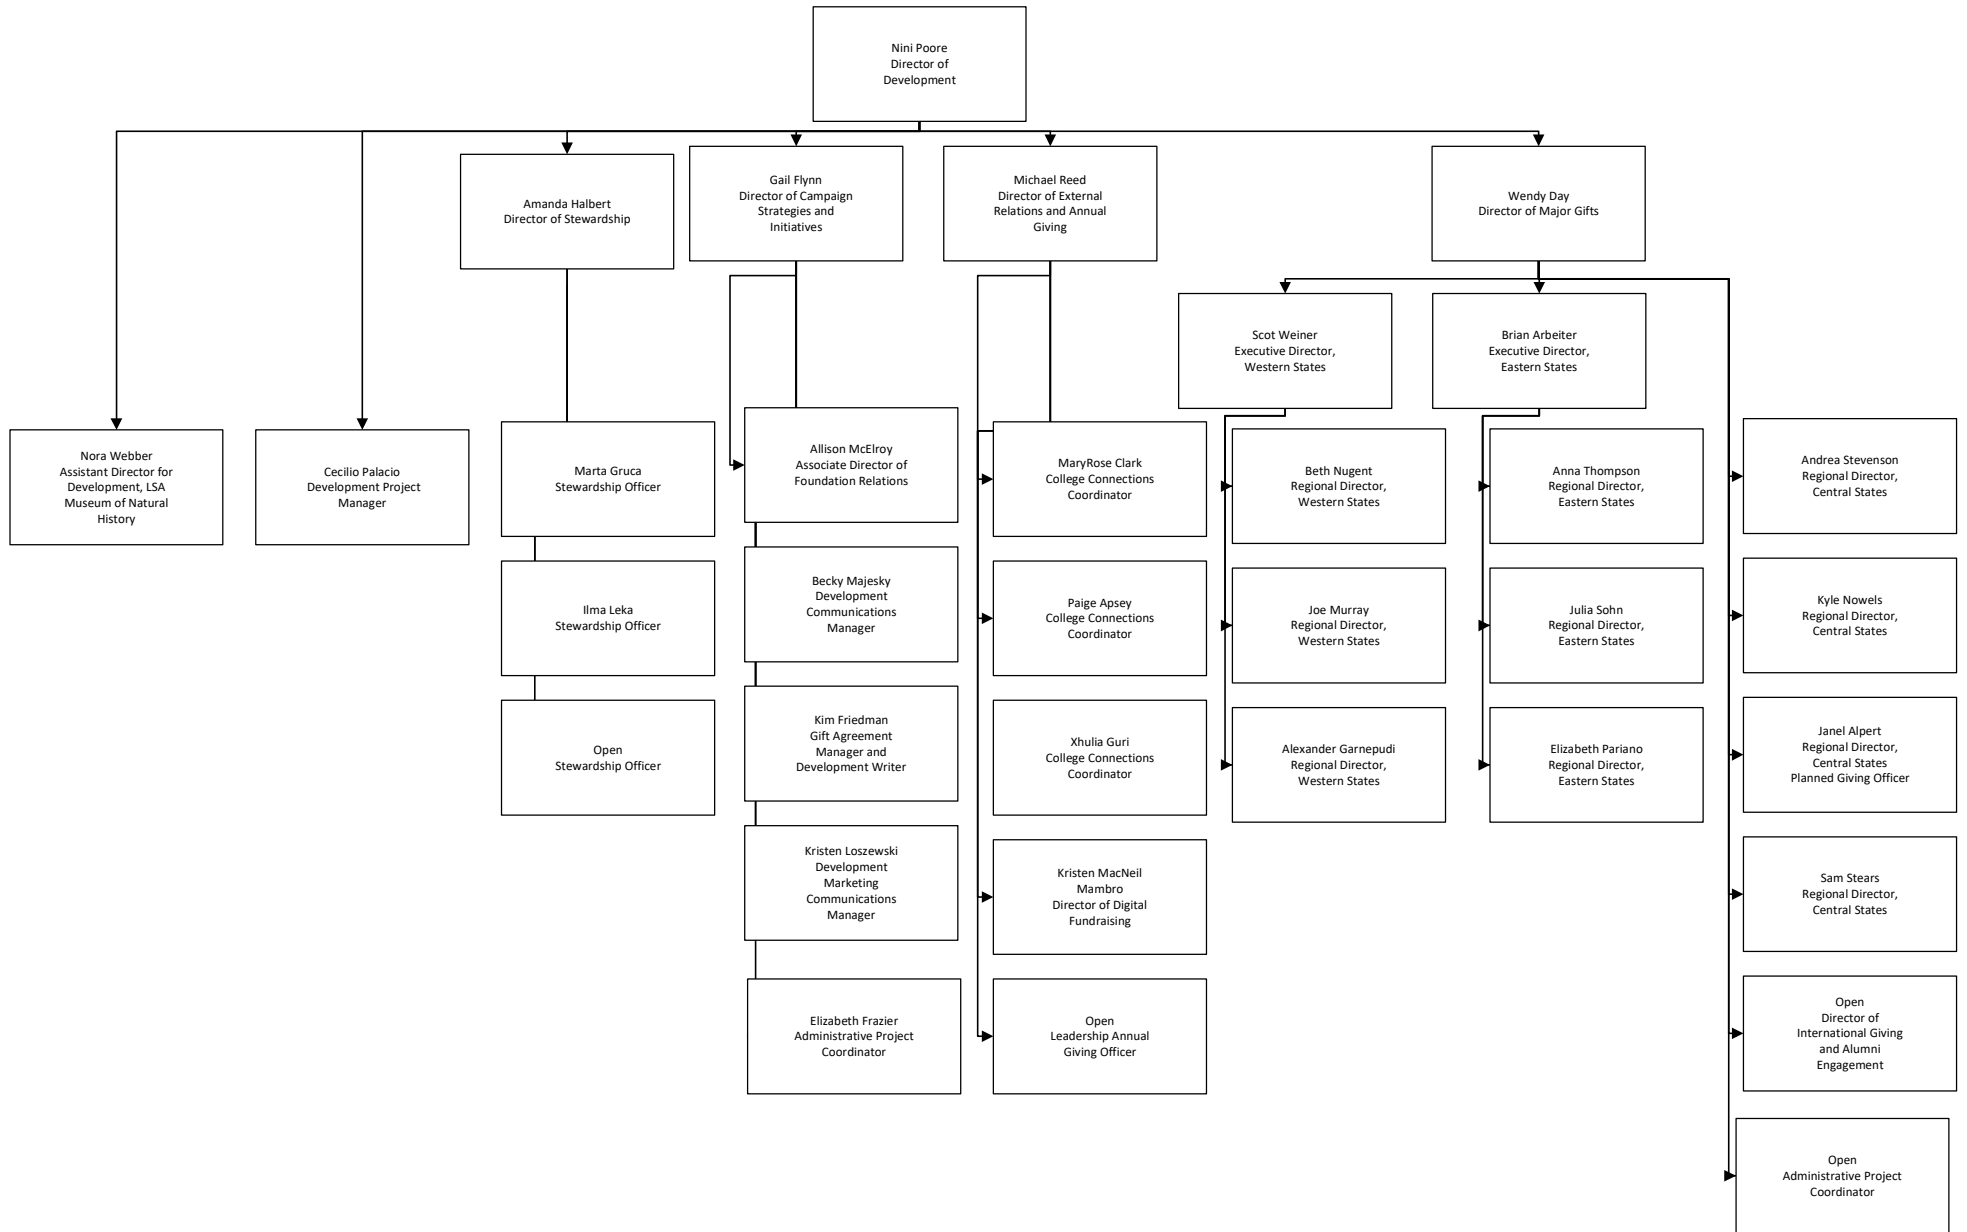 Nini Poore
Director of
Development
Amanda Halbert
Director of Stewardship
Gail Flynn
Director of Campaign
Strategies and
Initiatives
Michael Reed
Director of External
Relations and Annual
Giving
Wendy Day
Director of Major Gifts
Scot Weiner
Executive Director,
Western States
Brian Arbeiter
Executive Director,
Eastern States
Nora Webber
Assistant Director for
Development, LSA
Museum of Natural
History
Cecilio Palacio
Development Project
Manager
Marta Gruca
Stewardship Officer
Ilma Leka
Stewardship Officer
Open
Stewardship Officer
Allison McElroy
Associate Director of
Foundation Relations
Becky Majesky
Development
Communications
Manager
Kim Friedman
Gift Agreement
Manager and
Development Writer
Kristen Loszewski
Development
Marketing
Communications
Manager
Elizabeth Frazier
Administrative Project
Coordinator
MaryRose Clark
College Connections
Coordinator
Paige Apsey
College Connections
Coordinator
Xhulia Guri
College Connections
Coordinator
Kristen MacNeil
Mambro
Director of Digital
Fundraising
Open
Leadership Annual
Giving Officer
Beth Nugent
Regional Director,
Western States
Joe Murray
Regional Director,
Western States
Alexander Garnepudi
Regional Director,
Western States
Anna Thompson
Regional Director,
Eastern States
Julia Sohn
Regional Director,
Eastern States
Elizabeth Pariano
Regional Director,
Eastern States
Andrea Stevenson
Regional Director,
Central States
Kyle Nowels
Regional Director,
Central States
Janel Alpert
Regional Director,
Central States
Planned Giving Officer
Sam Stears
Regional Director,
Central States
Open
Director of
International Giving
and Alumni
Engagement
Open
Administrative Project
Coordinator